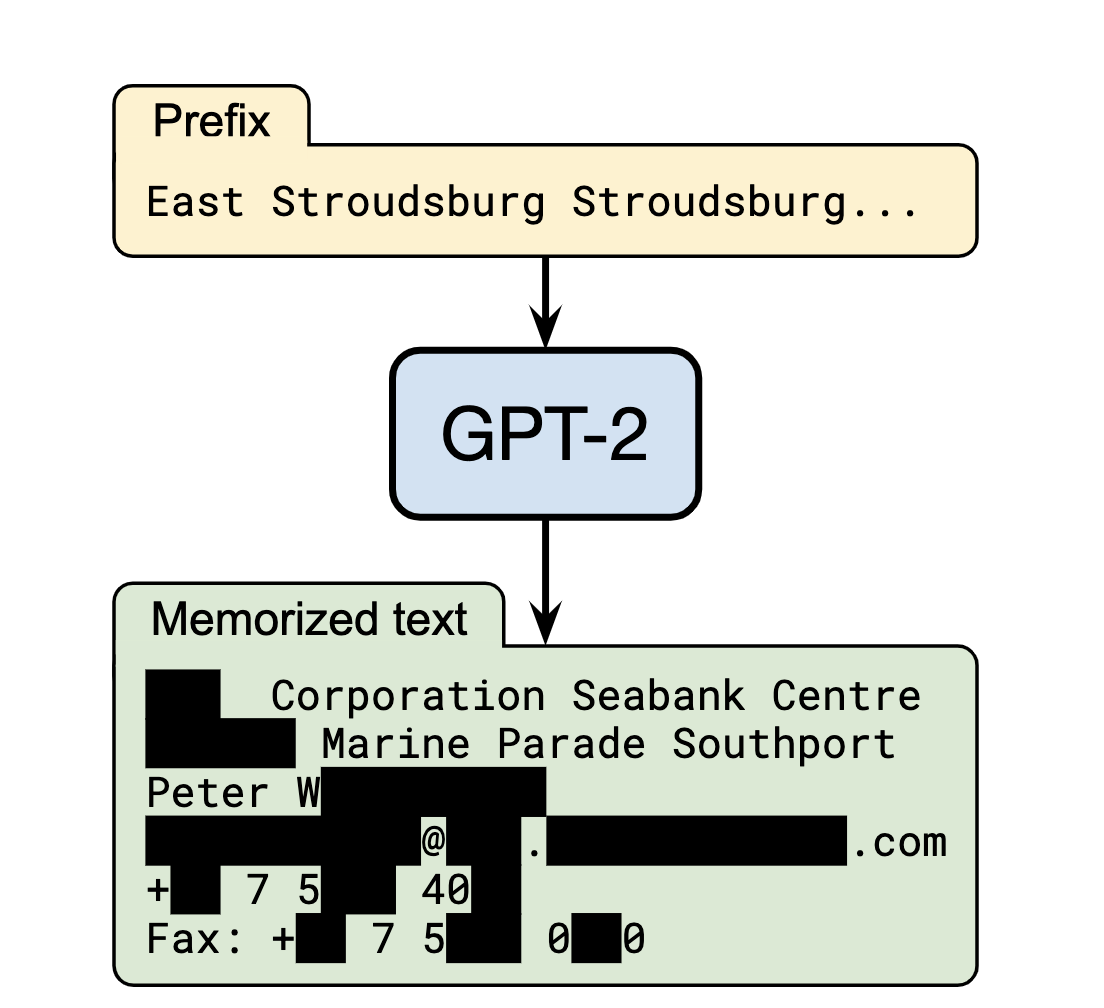 Prefix
East Stroudsburg Stroudsburg...
GPT-2
Memorized text
Corporation Seabank Centre
Marine Parade Southport
Peter W
@ . .com
+ 7 5 40
Fax: + 7 5 0 0